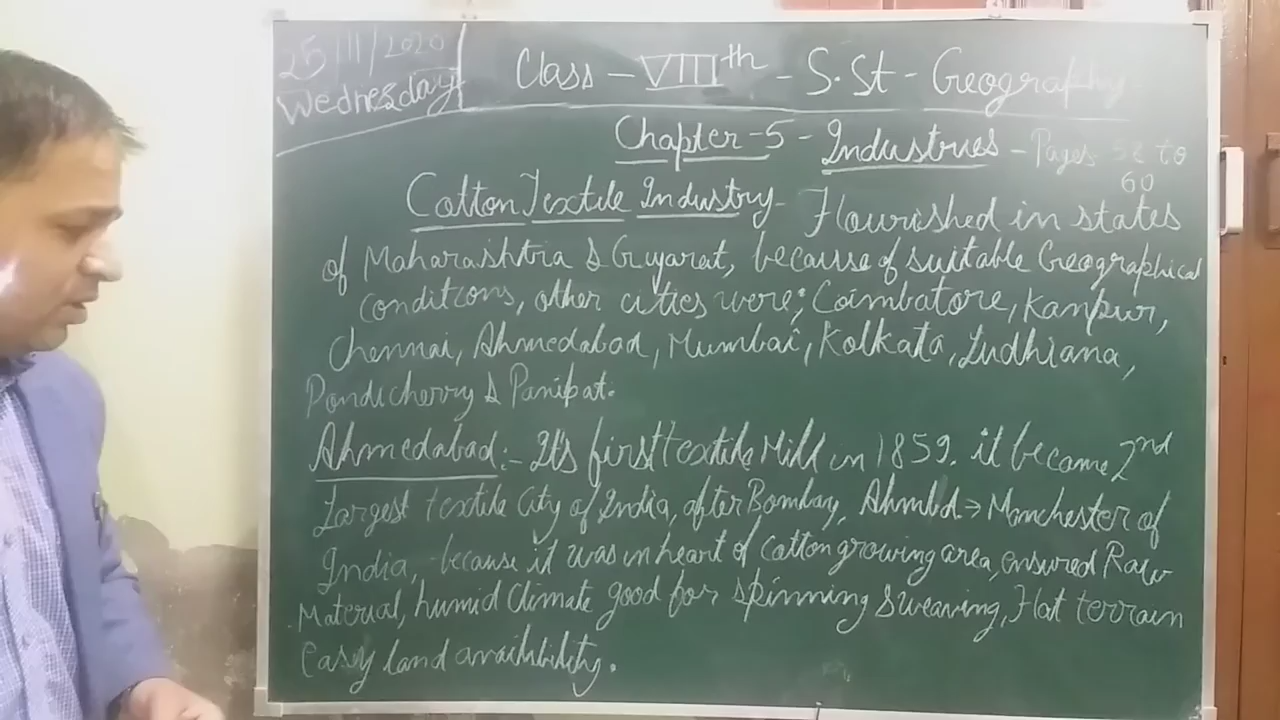 25/11/2020
Wednesday
Class - VIIIth - S.St - Geography
Chapter-5 - Industries - Pages 52 to
60
Cotton Textile Industry - Flourished in states
of Maharashtra & Gujarat, because of suitable Geographical
conditions, other cities were; Coimbatore, Kanpur,
Chennai, Ahmedabad, Mumbai, Kolkata, Ludhiana,
Pondicherry & Panipat.
Ahmedabad:- It's first textile Mill in 1859. it became 2nd
Largest textile City of India, after Bombay, Ahmbd. → Manchester of
India, because it was in heart of cotton growing area, ensured Raw
Material, humid climate good for spinning & weaving, Flat terrain
easy land availibility.